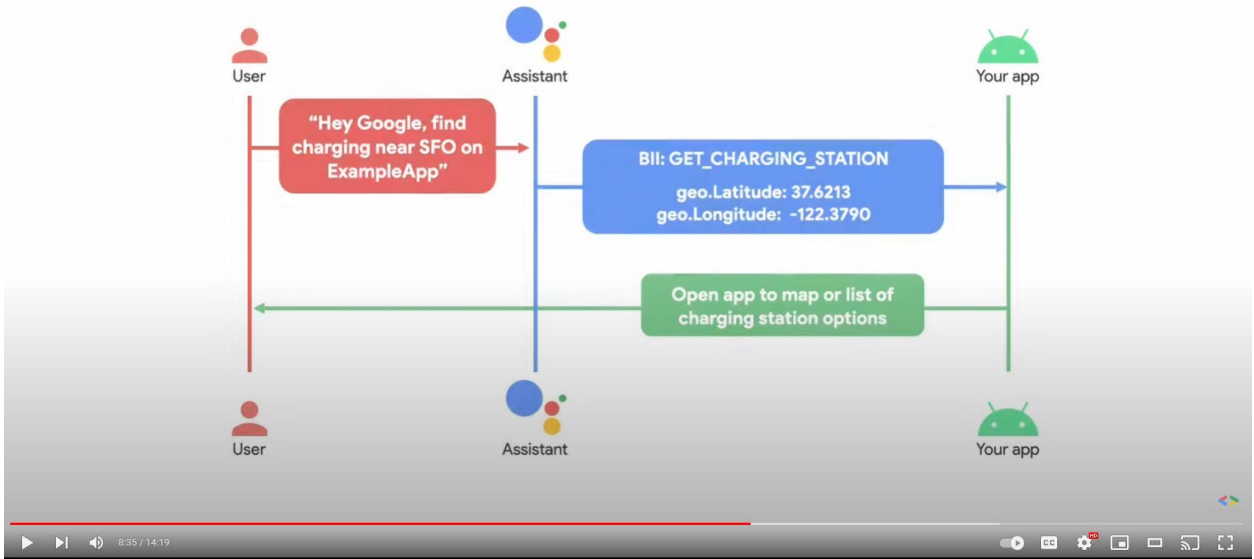 User
Assistant
Your app
“Hey Google, find
charging near SFO on
ExampleApp”
BII: GET_CHARGING_STATION
geo.Latitude: 37.6213
geo.Longitude: -122.3790
Open app to map or list of
charging station options
User
Assistant
Your app
8:35 / 14:19
CC
HD